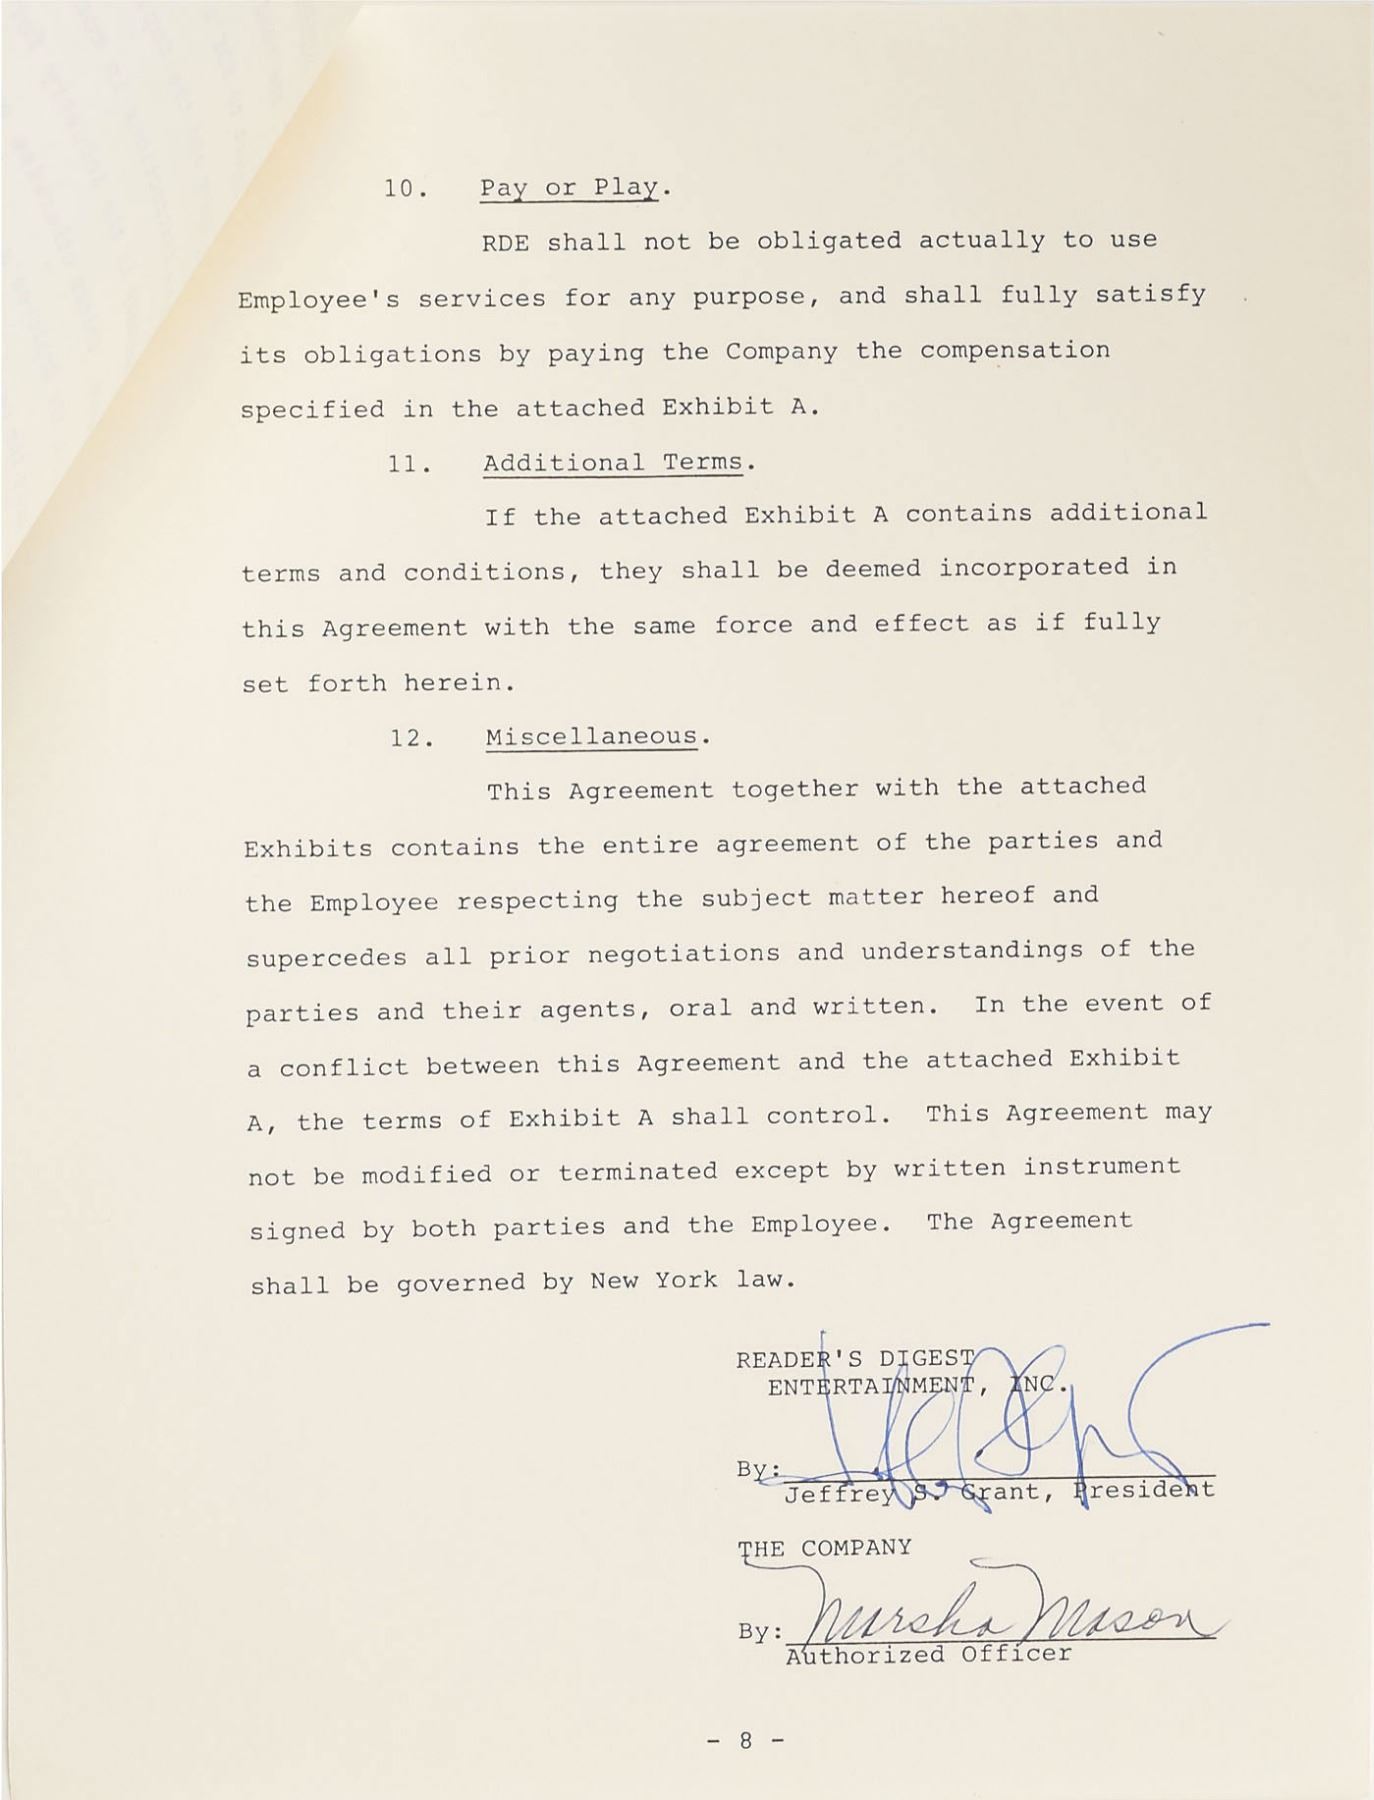 10. Pay or Play.
RDE shall not be obligated actually to use
Employee's services for any purpose, and shall fully satisfy
its obligations by paying the Company the compensation
specified in the attached Exhibit A.
11. Additional Terms.
If the attached Exhibit A contains additional
terms and conditions, they shall be deemed incorporated in
this Agreement with the same force and effect as if fully
set forth herein.
12. Miscellaneous.
This Agreement together with the attached
Exhibits contains the entire agreement of the parties and
the Employee respecting the subject matter hereof and
supercedes all prior negotiations and understandings of the
parties and their agents, oral and written. In the event of
a conflict between this Agreement and the attached Exhibit
A, the terms of Exhibit A shall control. This Agreement may
not be modified or terminated except by written instrument
signed by both parties and the Employee. The Agreement
shall be governed by New York law.
READER'S DIGEST
ENTERTAINMENT, INC.
By:
Jeffrey S. Grant, President
THE COMPANY
By: Marsha Mason
Authorized Officer
- 8 -